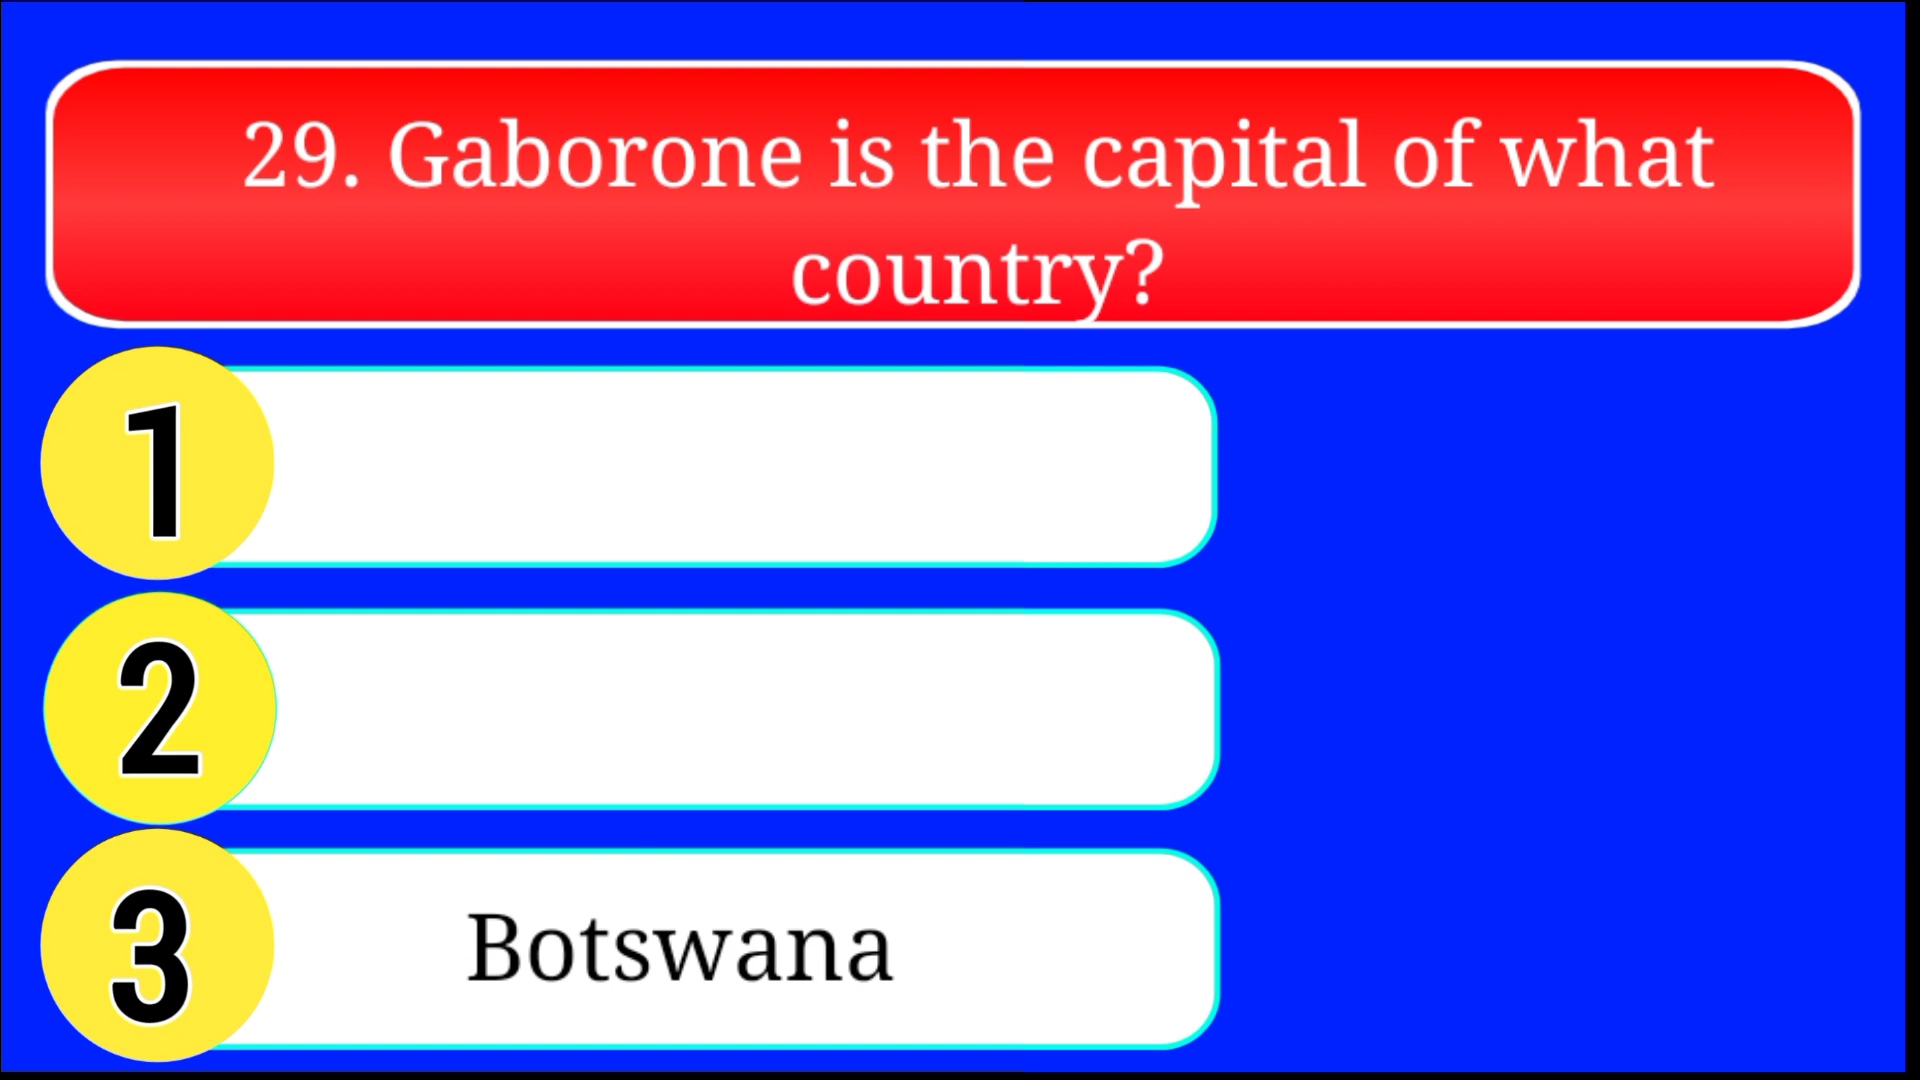 29. Gaborone is the capital of what
country?
1
2
3
Botswana